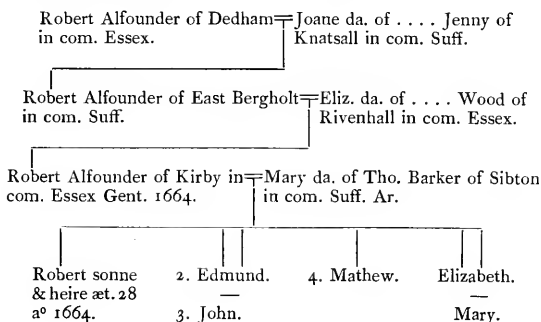 Robert Alfounder of Dedham=Joane da. of . . . . Jenny of
in com. Essex. Knatsall in com. Suff.
Robert Alfounder of East Bergholt=Eliz. da. of . . . . Wood of
in com. Suff. Rivenhall in com. Essex.
Robert Alfounder of Kirby in=Mary da. of Tho. Barker of Sibton
com. Essex Gent. 1664. in com. Suff. Ar.
Robert sonne 2. Edmund. 4. Mathew. Elizabeth.
& heire æt. 28 — —
aº 1664. 3. John. Mary.